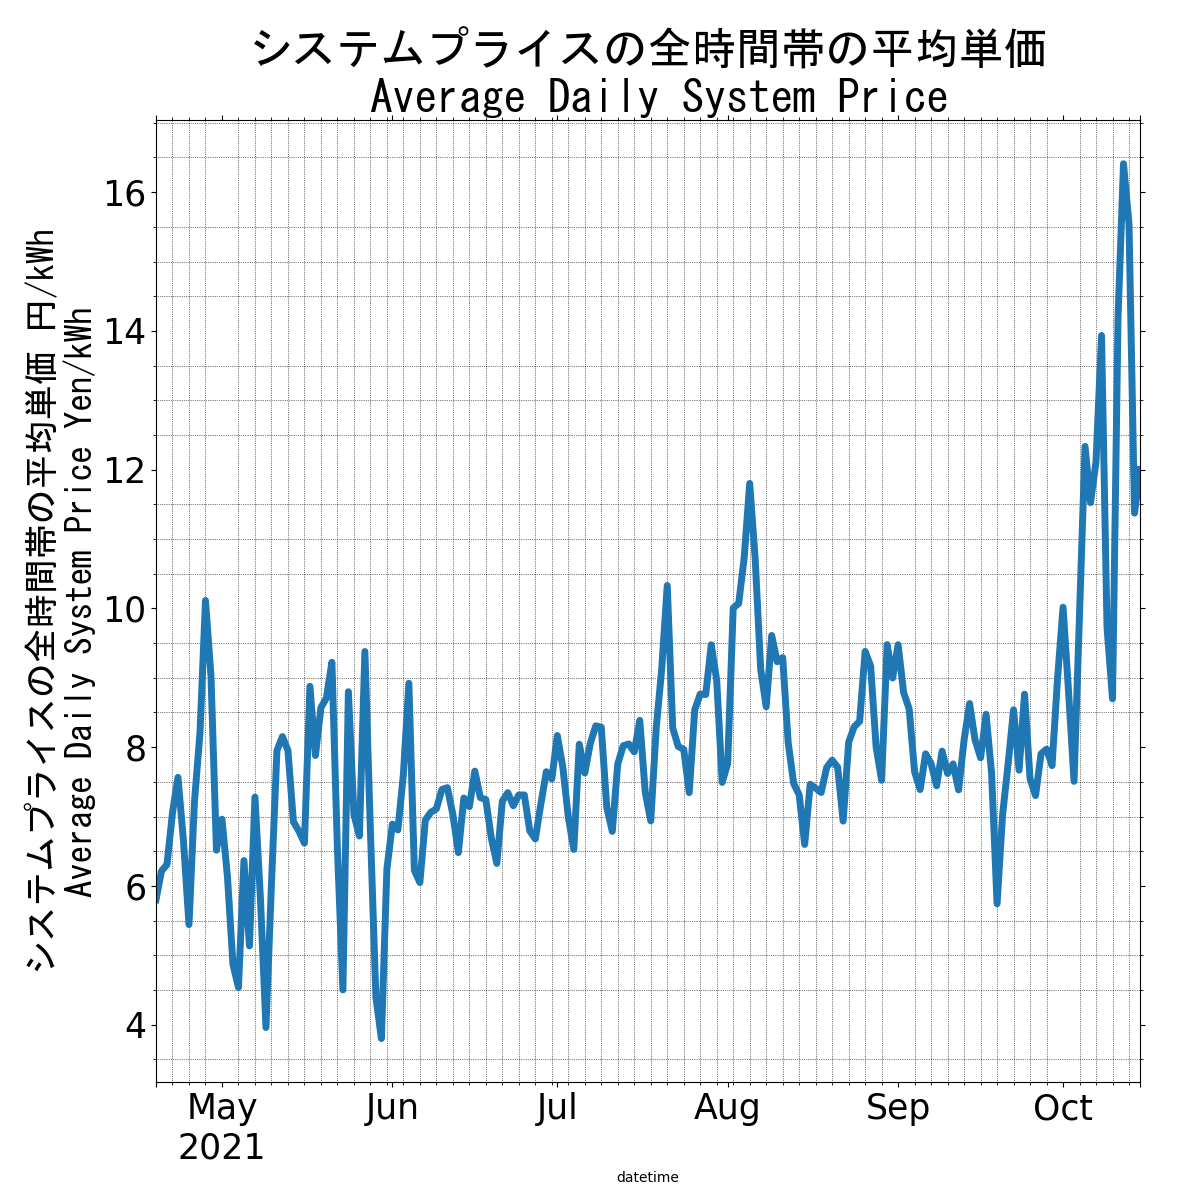 システムプライスの全時間帯の平均単価
Average Daily System Price
システムプライスの全時間帯の平均単価 円/kWh
Average Daily System Price Yen/kWh
16
14
12
10
8
6
4
May
2021
Jun
Jul
Aug
Sep
Oct
datetime